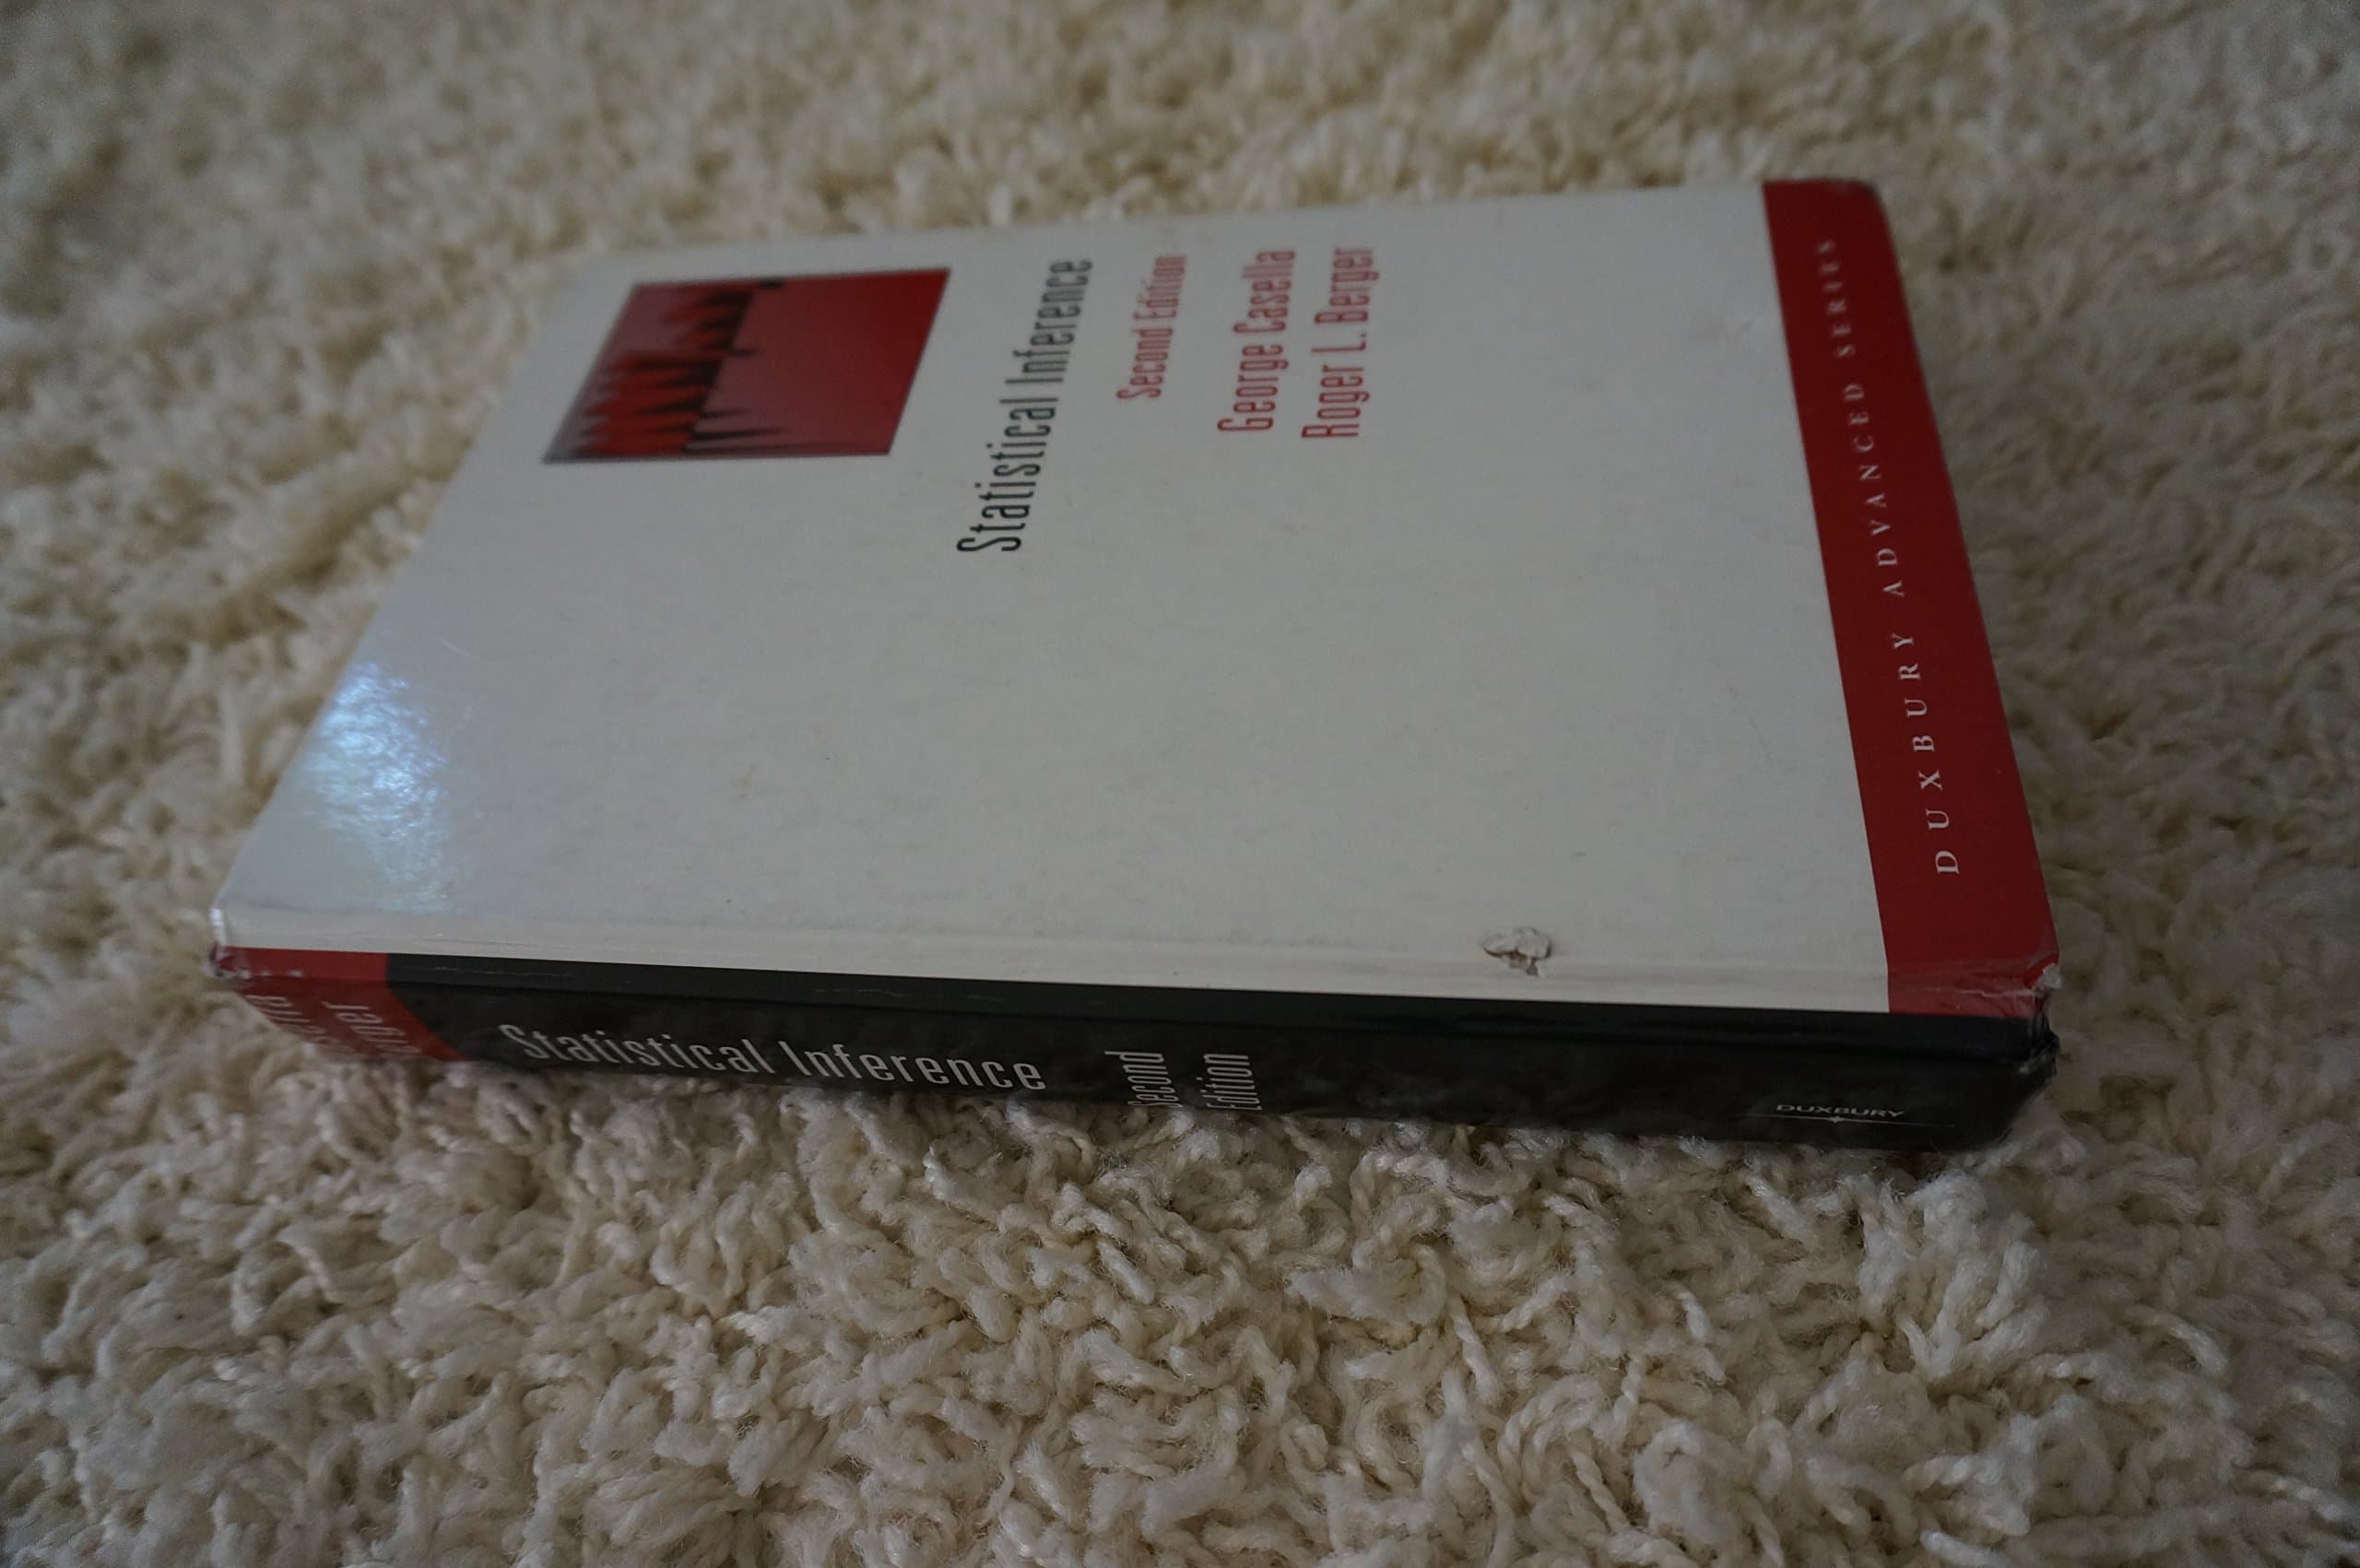 Statistical Inference
Second Edition
George Casella
Roger L. Berger
DUXBURY ADVANCED SERIES
Statistical Inference
Second
Edition
DUXBURY